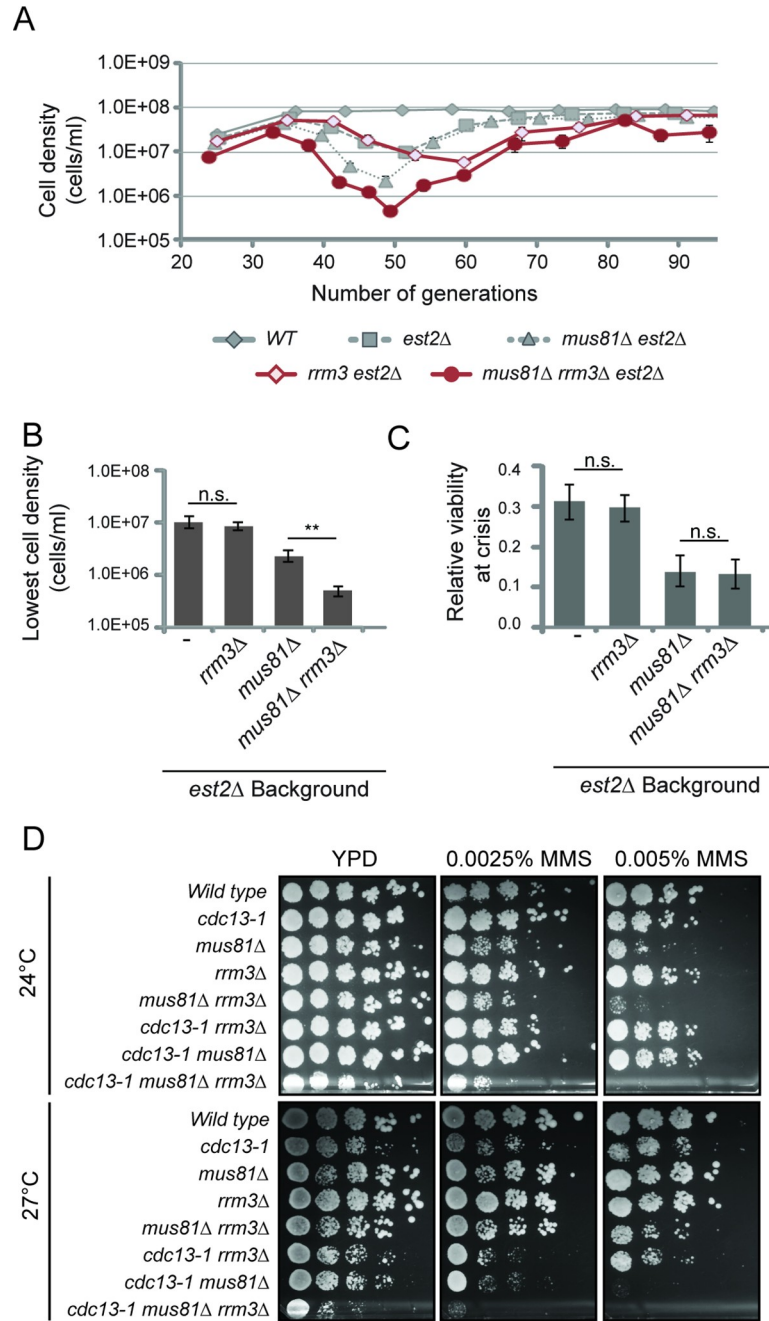 A
1.0E+09
1.0E+08
1.0E+07
1.0E+06
1.0E+05
Cell density
(cells/ml)
20 30 40 50 60 70 80 90
Number of generations
WT est2Δ mus81Δ est2Δ
rrm3 est2Δ mus81Δ rrm3Δ est2Δ
B
1.0E+08
1.0E+07
1.0E+06
1.0E+05
Lowest cell density
(cells/ml)
n.s.
**
-
rrm3Δ
mus81Δ
mus81Δ rrm3Δ
est2Δ Background
C
0.4
0.3
0.2
0.1
0.0
Relative viability
at crisis
n.s.
n.s.
-
rrm3Δ
mus81Δ
mus81Δ rrm3Δ
est2Δ Background
D
YPD 0.0025% MMS 0.005% MMS
24°C
Wild type
cdc13-1
mus81Δ
rrm3Δ
mus81Δ rrm3Δ
cdc13-1 rrm3Δ
cdc13-1 mus81Δ
cdc13-1 mus81Δ rrm3Δ
27°C
Wild type
cdc13-1
mus81Δ
rrm3Δ
mus81Δ rrm3Δ
cdc13-1 rrm3Δ
cdc13-1 mus81Δ
cdc13-1 mus81Δ rrm3Δ